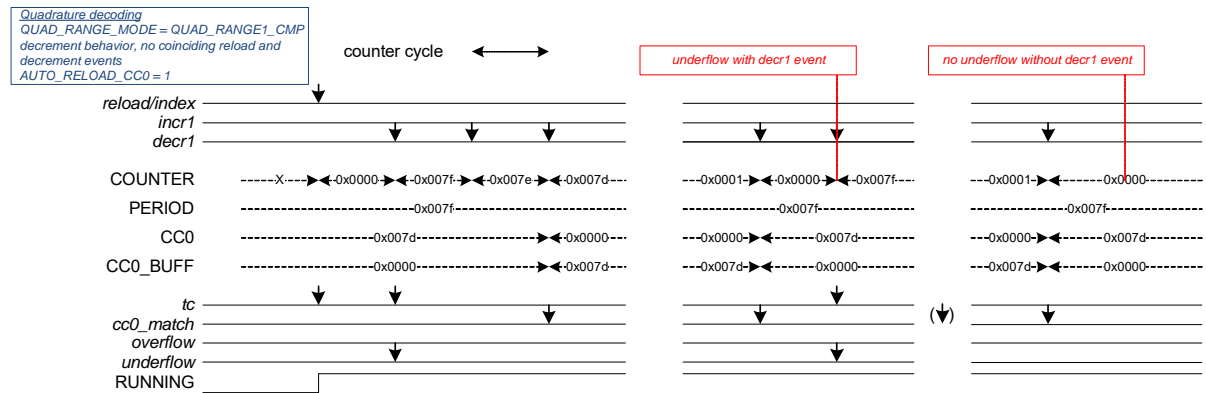 Quadrature decoding
QUAD_RANGE_MODE = QUAD_RANGE1_CMP
decrement behavior, no coinciding reload and
decrement events
AUTO_RELOAD_CC0 = 1
counter cycle
underflow with decr1 event
no underflow without decr1 event
reload/index
incr1
decr1
COUNTER X 0x0000 0x007f 0x007e 0x007d 0x0001 0x0000 0x007f 0x0001 0x0000
PERIOD 0x007f 0x007f 0x007f
CC0 0x007d 0x0000 0x0000 0x007d 0x0000 0x007d
CC0_BUFF 0x0000 0x007d 0x007d 0x0000 0x007d 0x0000
tc
cc0_match ( )
overflow
underflow
RUNNING